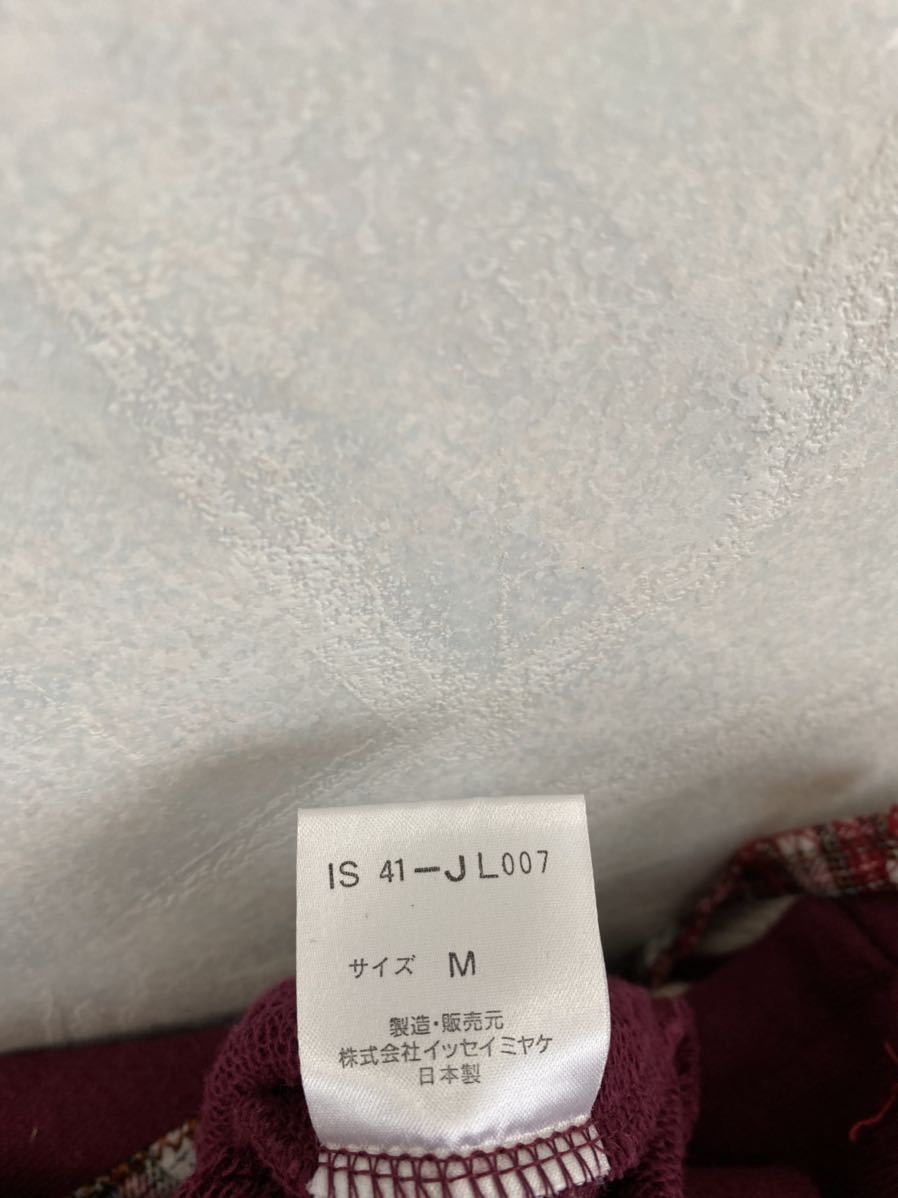 IS 41-JL007
サイズ M
製造・販売元
株式会社イッセイミヤケ
日本製